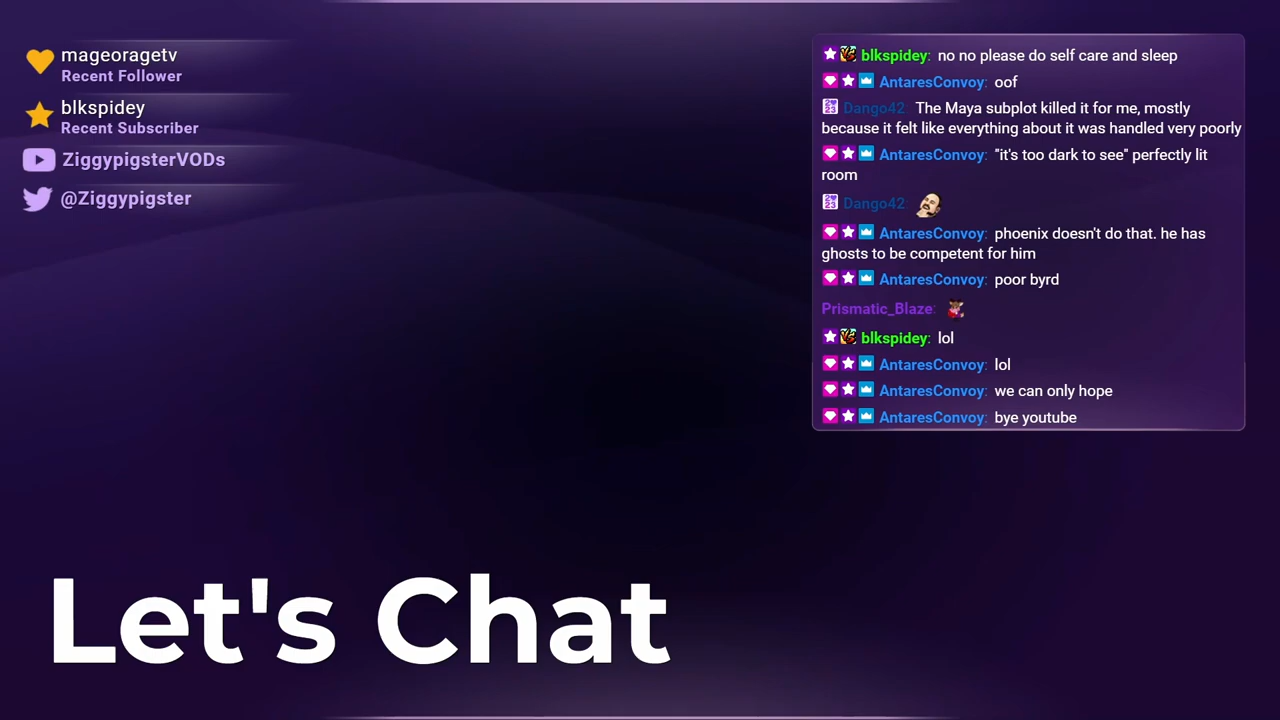 mageoragetv
Recent Follower
blkspidey
Recent Subscriber
ZiggypigsterVODs
@Ziggypigster
blkspidey: no no please do self care and sleep
AntaresConvoy: oof
Dango42: The Maya subplot killed it for me, mostly
because it felt like everything about it was handled very poorly
AntaresConvoy: "it's too dark to see" perfectly lit
room
Dango42:
AntaresConvoy: phoenix doesn't do that. he has
ghosts to be competent for him
AntaresConvoy: poor byrd
Prismatic_Blaze:
blkspidey: lol
AntaresConvoy: lol
AntaresConvoy: we can only hope
AntaresConvoy: bye youtube
Let's Chat